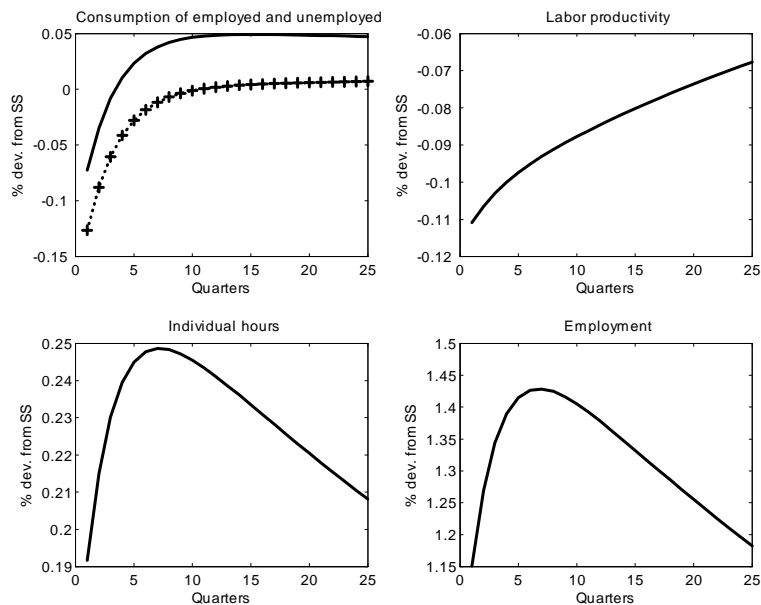 Consumption of employed and unemployed
0.05
0
-0.05
-0.1
-0.15
% dev. from SS
0 5 10 15 20 25
Quarters
Labor productivity
-0.06
-0.07
-0.08
-0.09
-0.1
-0.11
-0.12
% dev. from SS
0 5 10 15 20 25
Quarters
Individual hours
0.25
0.24
0.23
0.22
0.21
0.2
0.19
% dev. from SS
0 5 10 15 20 25
Quarters
Employment
1.5
1.45
1.4
1.35
1.3
1.25
1.2
1.15
% dev. from SS
0 5 10 15 20 25
Quarters